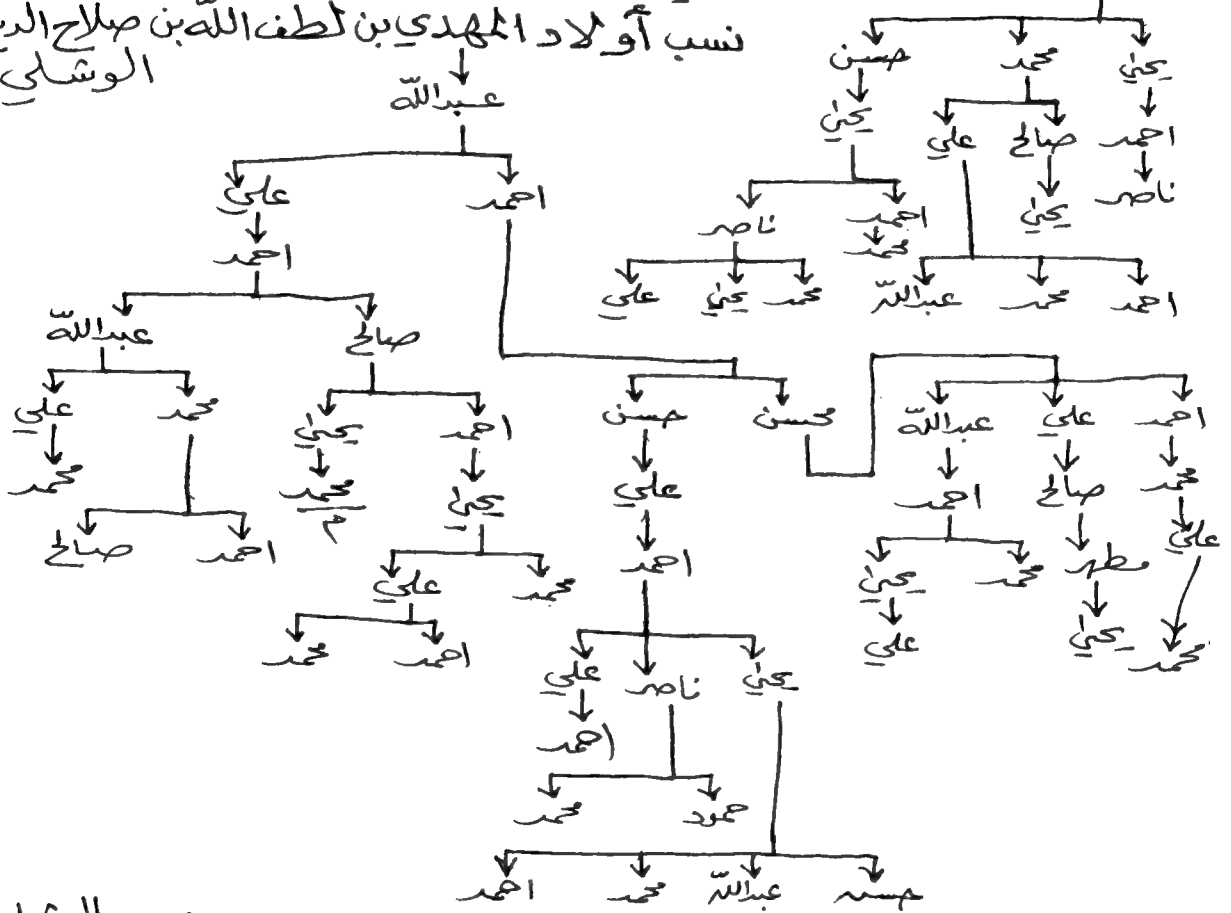 نسب أولاد المهدي بن لطف الله بن صلاح الدين
الوشلي
حسن محمد يحيى
عبدالله
يحيى علي صالح احمد
علي احمد ناصر احمد يحيى ناصر
محمد
احمد
علي يحيى محمد عبدالله محمد احمد
عبدالله صالح
علي محمد يحيى احمد حسن محسن عبدالله علي احمد
محمد محمد يحيى علي احمد صالح محمد
م
صالح احمد احمد مطهر علي
علي محمد يحيى محمد
محمد احمد علي يحيى محمد
علي ناصر يحيى
احمد
محمد حمود
احمد محمد عبدالله حسن